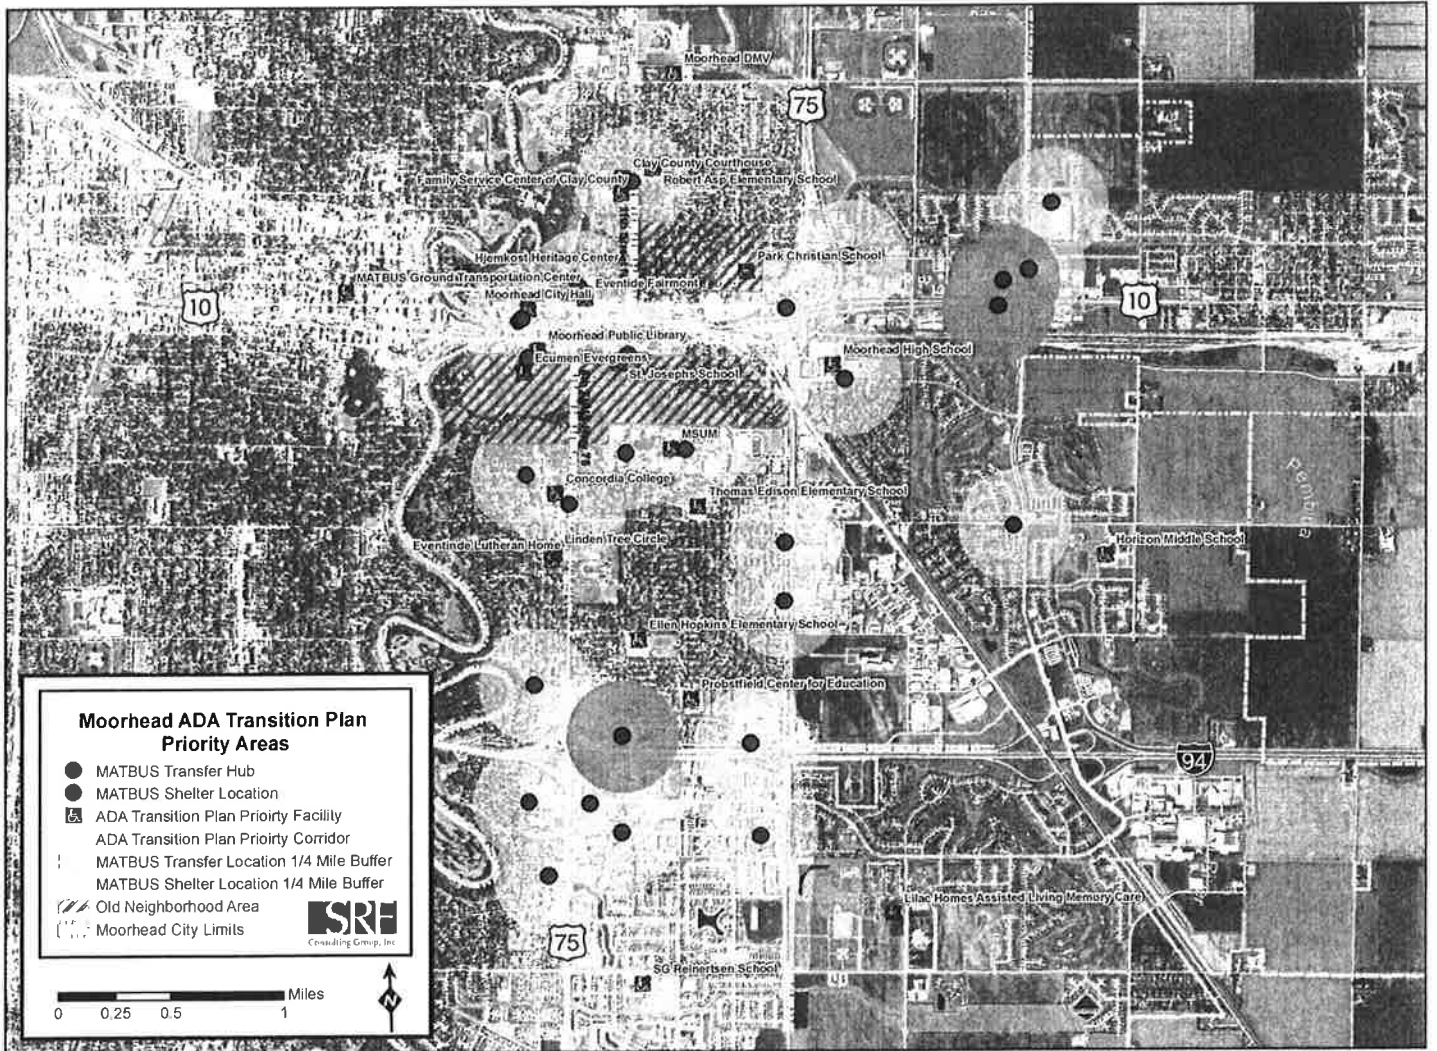 Moorhead DMV
75
Clay County Courthouse
Family Service Center of Clay County
Robert Asp Elementary School
Hjemkost Heritage Center
Park Christian School
MATBUS Ground Transportation Center
Eventide Fairmont
10
Moorhead City Hall
10
Moorhead Public Library
Moorhead High School
Ecumen Evergreens
St. Josephs School
MSUM
Concordia College
Thomas Edison Elementary School
Eventinde Lutheran Home
Linden Tree Circle
Horizon Middle School
Ellen Hopkins Elementary School
Probstfield Center for Education
94
Lilac Homes Assisted Living Memory Care
75
SG Reinertsen School
Moorhead ADA Transition Plan
Priority Areas
MATBUS Transfer Hub
MATBUS Shelter Location
ADA Transition Plan Prioirty Facility
ADA Transition Plan Prioirty Corridor
MATBUS Transfer Location 1/4 Mile Buffer
MATBUS Shelter Location 1/4 Mile Buffer
Old Neighborhood Area
Moorhead City Limits
SRF
Consulting Group, Inc.
Miles
0 0.25 0.5 1
N